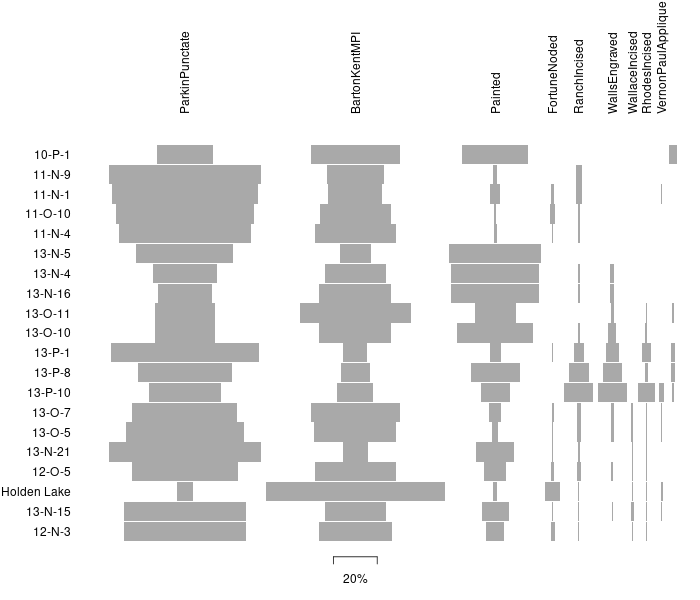 ParkinPunctate
BartonKentMPI
Painted
FortuneNoded
RanchIncised
WallsEngraved
WallaceIncised
RhodesIncised
VernonPaulApplique
10-P-1
11-N-9
11-N-1
11-O-10
11-N-4
13-N-5
13-N-4
13-N-16
13-O-11
13-O-10
13-P-1
13-P-8
13-P-10
13-O-7
13-O-5
13-N-21
12-O-5
Holden Lake
13-N-15
12-N-3
20%